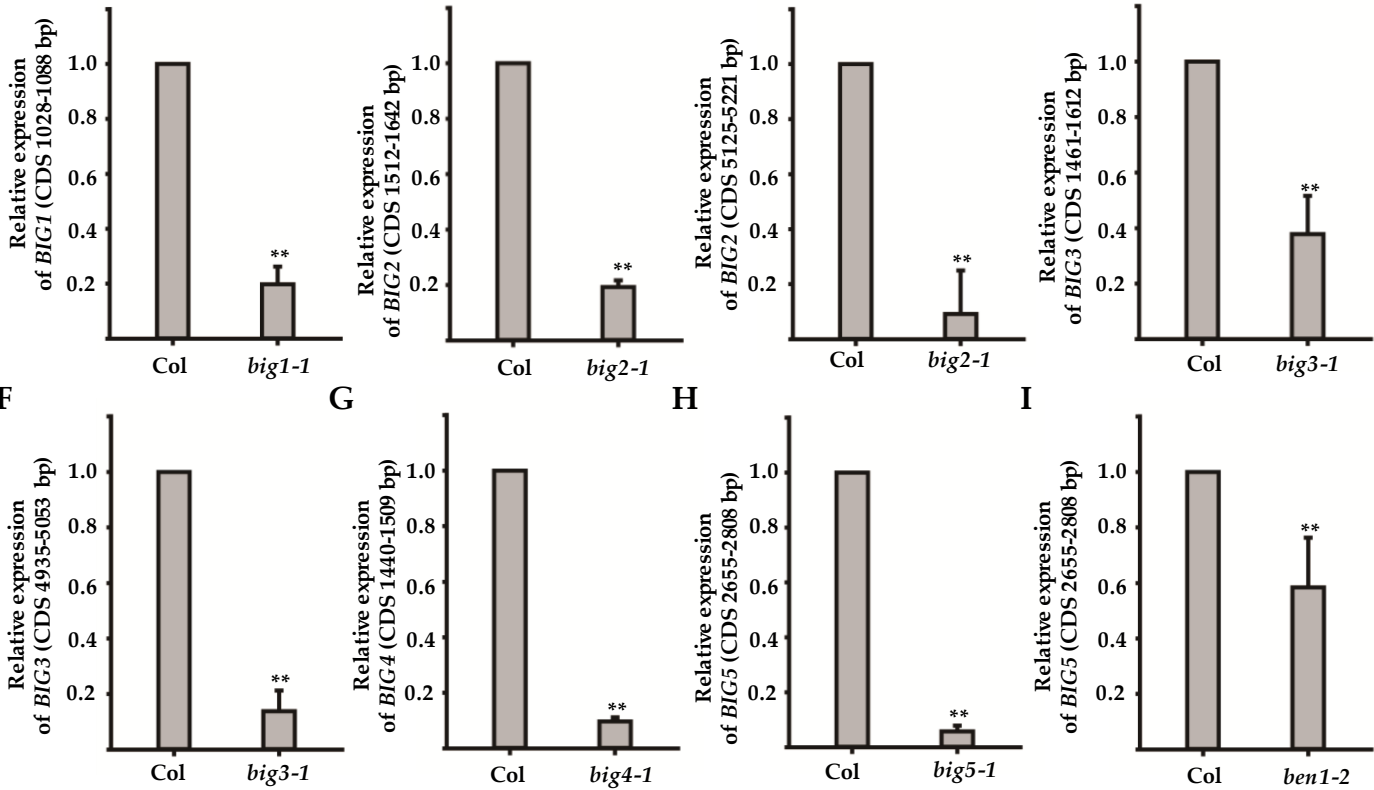 Relative expression
of BIG1 (CDS 1028-1088 bp)
1.0
0.8
0.6
0.4
0.2
**
Col
big1-1
Relative expression
of BIG2 (CDS 1512-1642 bp)
1.0
0.8
0.6
0.4
0.2
**
Col
big2-1
Relative expression
of BIG2 (CDS 5125-5221 bp)
1.0
0.8
0.6
0.4
0.2
**
Col
big2-1
Relative expression
of BIG3 (CDS 1461-1612 bp)
1.0
0.8
0.6
0.4
0.2
**
Col
big3-1
F
Relative expression
of BIG3 (CDS 4935-5053 bp)
1.0
0.8
0.6
0.4
0.2
**
Col
big3-1
G
Relative expression
of BIG4 (CDS 1440-1509 bp)
1.0
0.8
0.6
0.4
0.2
**
Col
big4-1
H
Relative expression
of BIG5 (CDS 2655-2808 bp)
1.0
0.8
0.6
0.4
0.2
**
Col
big5-1
I
Relative expression
of BIG5 (CDS 2655-2808 bp)
1.0
0.8
0.6
0.4
0.2
**
Col
ben1-2